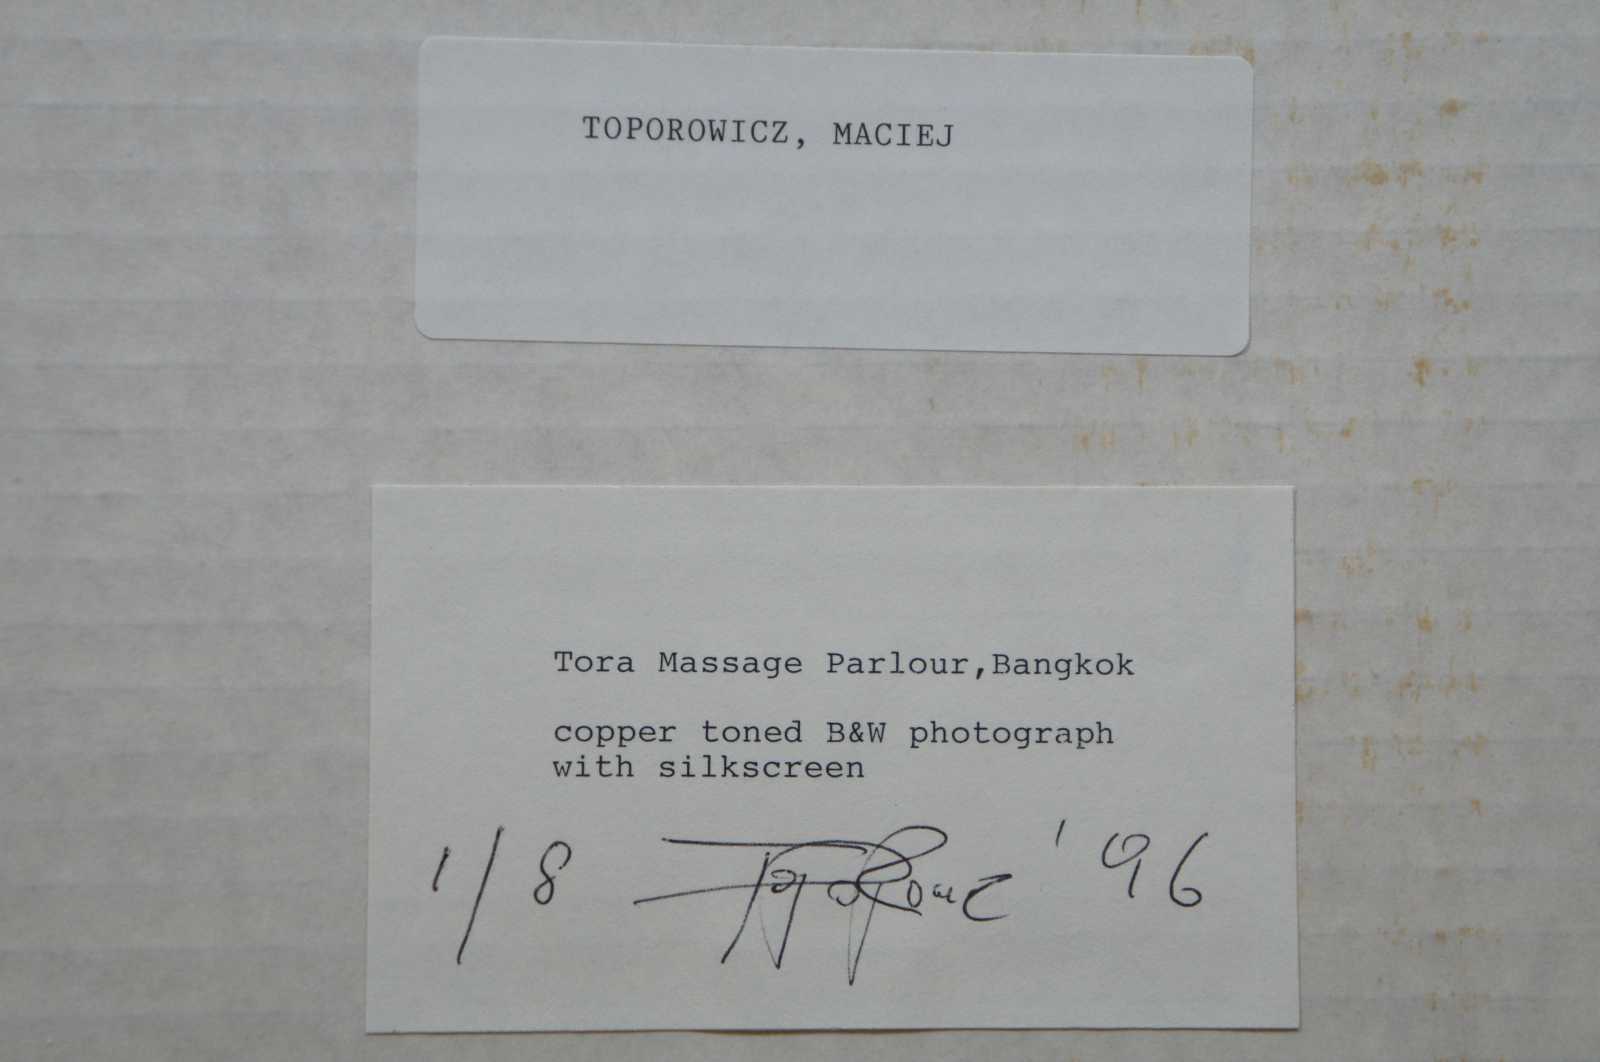 TOPOROWICZ, MACIEJ
Tora Massage Parlour,Bangkok
copper toned B&W photograph
with silkscreen
1/8 '96